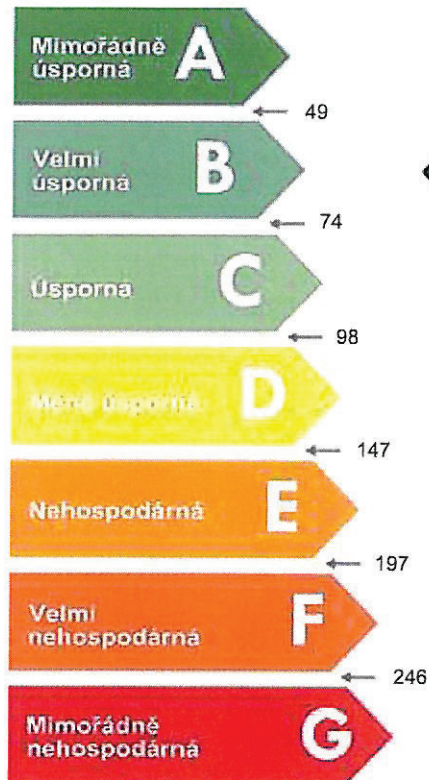 Mimořádně
úsporná A
49
Velmi
úsporná B
74
Úsporná C
98
Méně úsporná D
147
Nehospodárná E
197
Velmi
nehospodárná F
246
Mimořádně
nehospodárná G